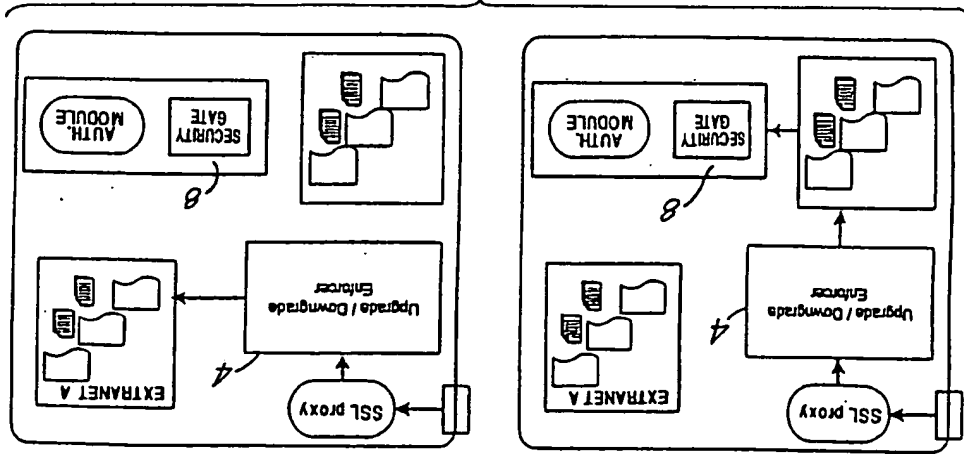 SSL proxy
EXTRANET A
4
Upgrade / Downgrade
Enforcer
8
SECURITY
GATE
AUTH.
MODULE
SSL proxy
EXTRANET A
4
Upgrade / Downgrade
Enforcer
8
SECURITY
GATE
AUTH.
MODULE